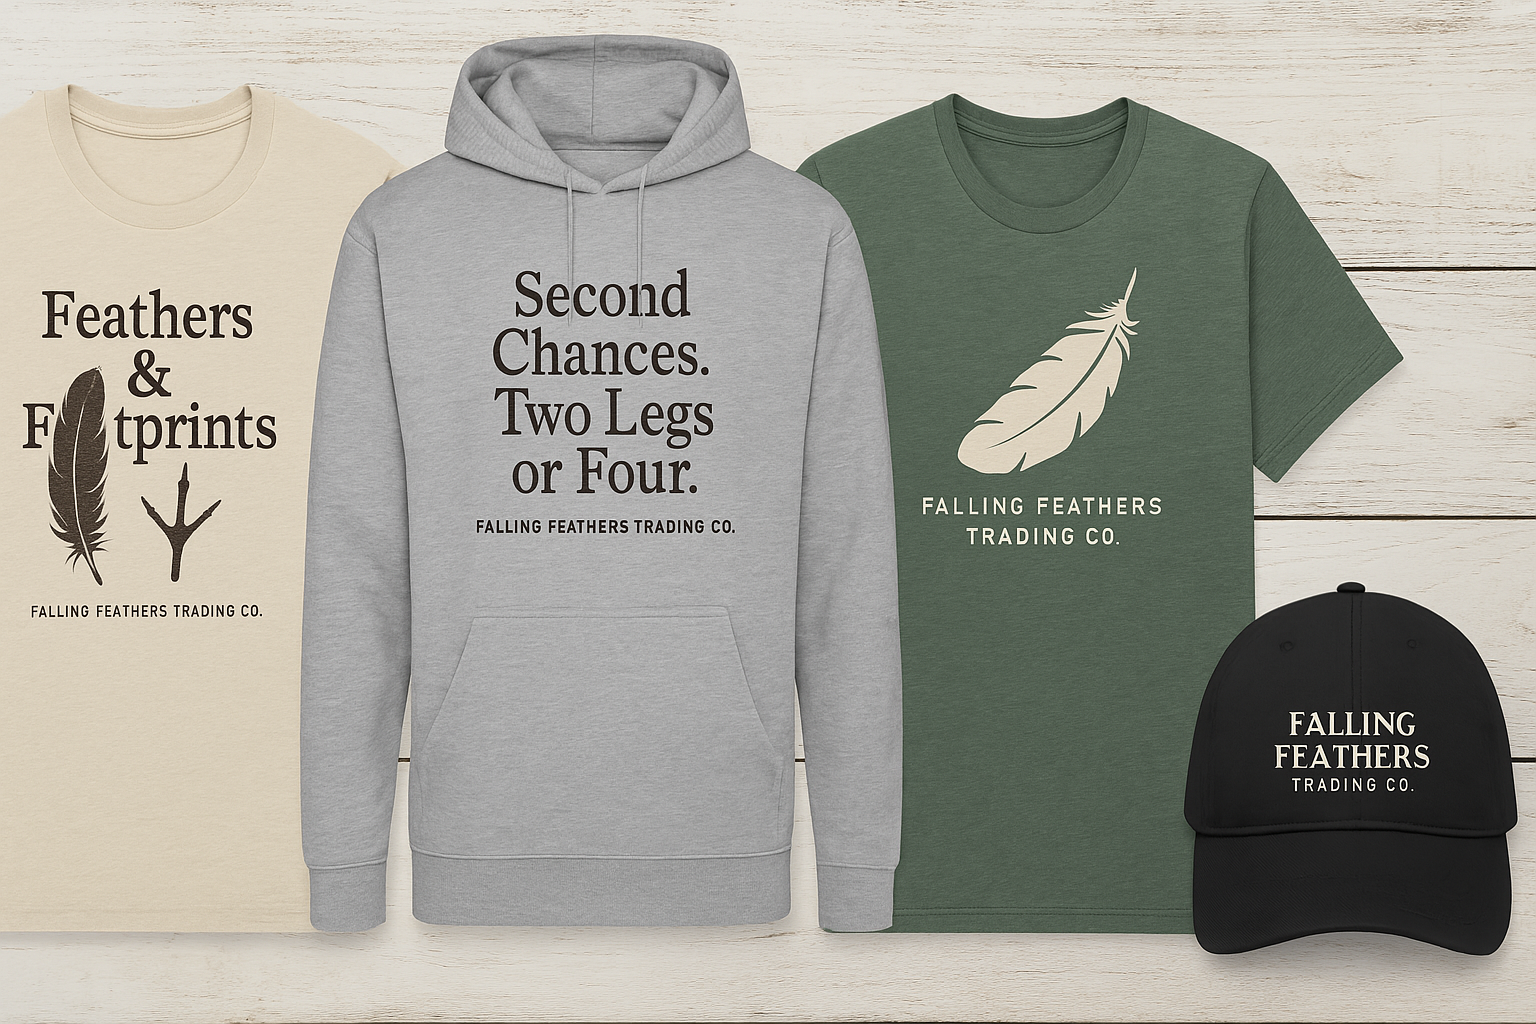 Feathers
&
F tprints
FALLING FEATHERS TRADING CO.
Second
Chances.
Two Legs
or Four.
FALLING FEATHERS TRADING CO.
FALLING FEATHERS
TRADING CO.
FALLING
FEATHERS
TRADING CO.